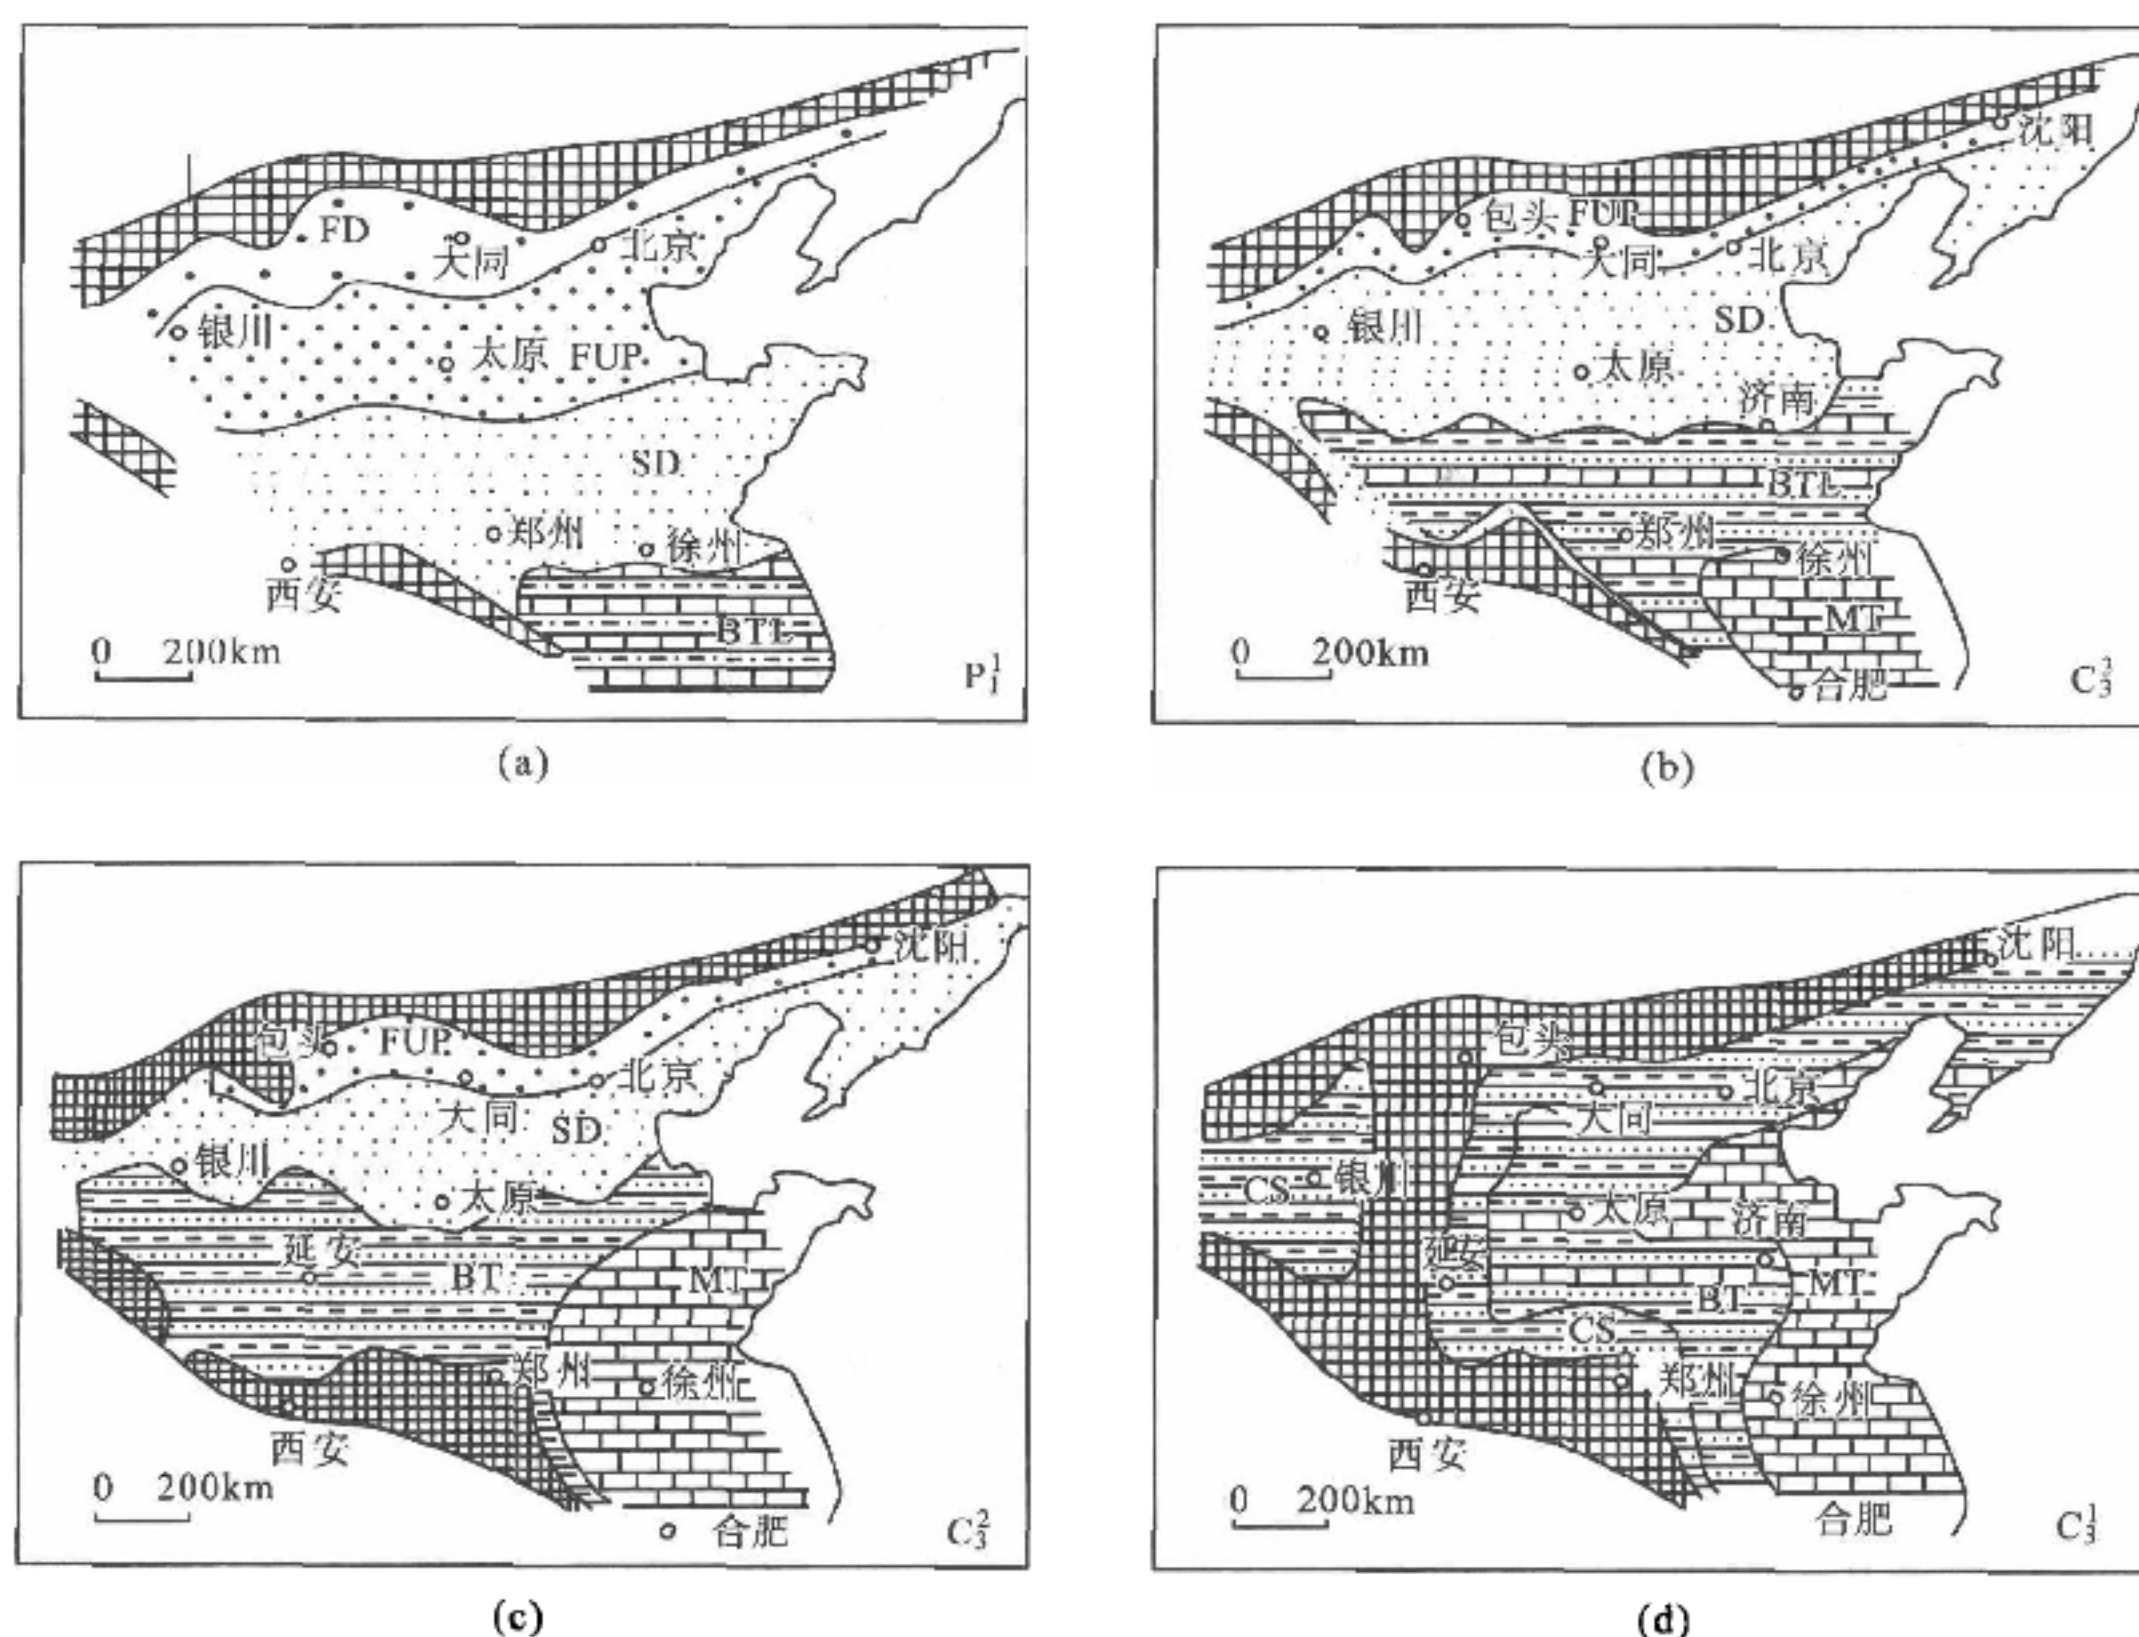 FD
大同
北京
银川
太原 FUP
SD
郑州
徐州
西安
BTL
0 200km
P₁¹
(a)
沈阳
包头 FUP
大同
北京
银川
SD
太原
济南
BTL
郑州
徐州
西安
MT
0 200km
合肥
(b)
沈阳
包头 FUP
北京
大同 SD
银川
太原
延安
BT MT
郑州
徐州
西安
0 200km
合肥
C₃²
(c)
沈阳
包头
北京
大同
CS 银川
太原 济南
延安
BT MT
CS
郑州
徐州
西安
0 200km
合肥
C₃¹
(d)